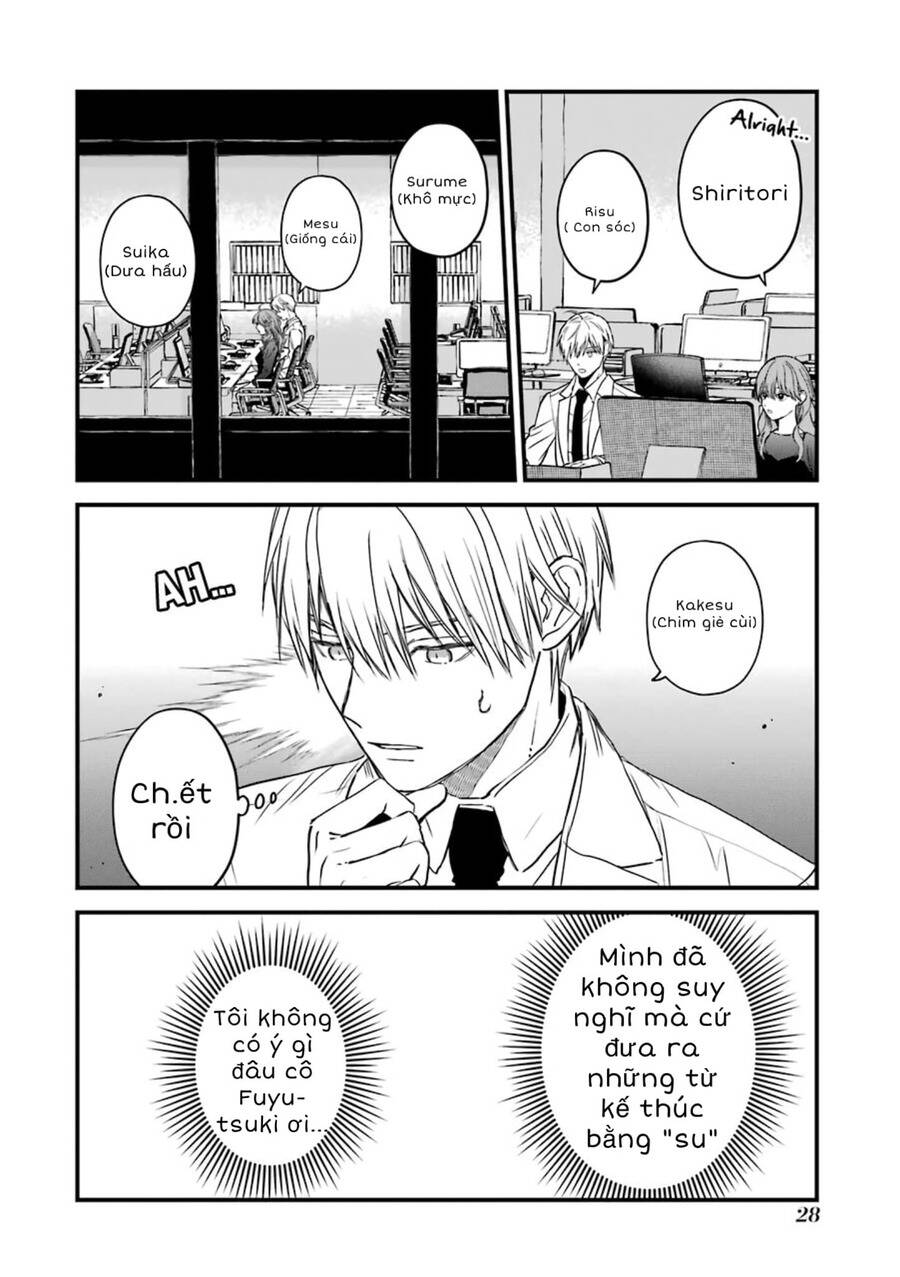 Alright...
Shiritori
Risu
( Con sóc)
Surume
(Khô mực)
Mesu
(Giống cái)
Suika
(Dưa hấu)
Kakesu
(Chim giẻ cùi)
AH...
Ch.ết
rồi
Mình đã
không suy
nghĩ mà cứ
đưa ra
những từ
kế thúc
bằng "su"
Tôi không
có ý gì
đâu cô
Fuyu-
tsuki ơi...
28